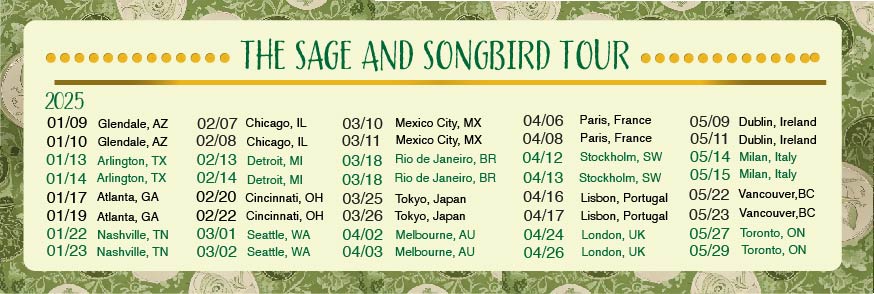 THE SAGE AND SONGBIRD TOUR
2025
01/09 Glendale, AZ
01/10 Glendale, AZ
01/13 Arlington, TX
01/14 Arlington, TX
01/17 Atlanta, GA
01/19 Atlanta, GA
01/22 Nashville, TN
01/23 Nashville, TN
02/07 Chicago, IL
02/08 Chicago, IL
02/13 Detroit, MI
02/14 Detroit, MI
02/20 Cincinnati, OH
02/22 Cincinnati, OH
03/01 Seattle, WA
03/02 Seattle, WA
03/10 Mexico City, MX
03/11 Mexico City, MX
03/18 Rio de Janeiro, BR
03/18 Rio de Janeiro, BR
03/25 Tokyo, Japan
03/26 Tokyo, Japan
04/02 Melbourne, AU
04/03 Melbourne, AU
04/06 Paris, France
04/08 Paris, France
04/12 Stockholm, SW
04/13 Stockholm, SW
04/16 Lisbon, Portugal
04/17 Lisbon, Portugal
04/24 London, UK
04/26 London, UK
05/09 Dublin, Ireland
05/11 Dublin, Ireland
05/14 Milan, Italy
05/15 Milan, Italy
05/22 Vancouver,BC
05/23 Vancouver,BC
05/27 Toronto, ON
05/29 Toronto, ON